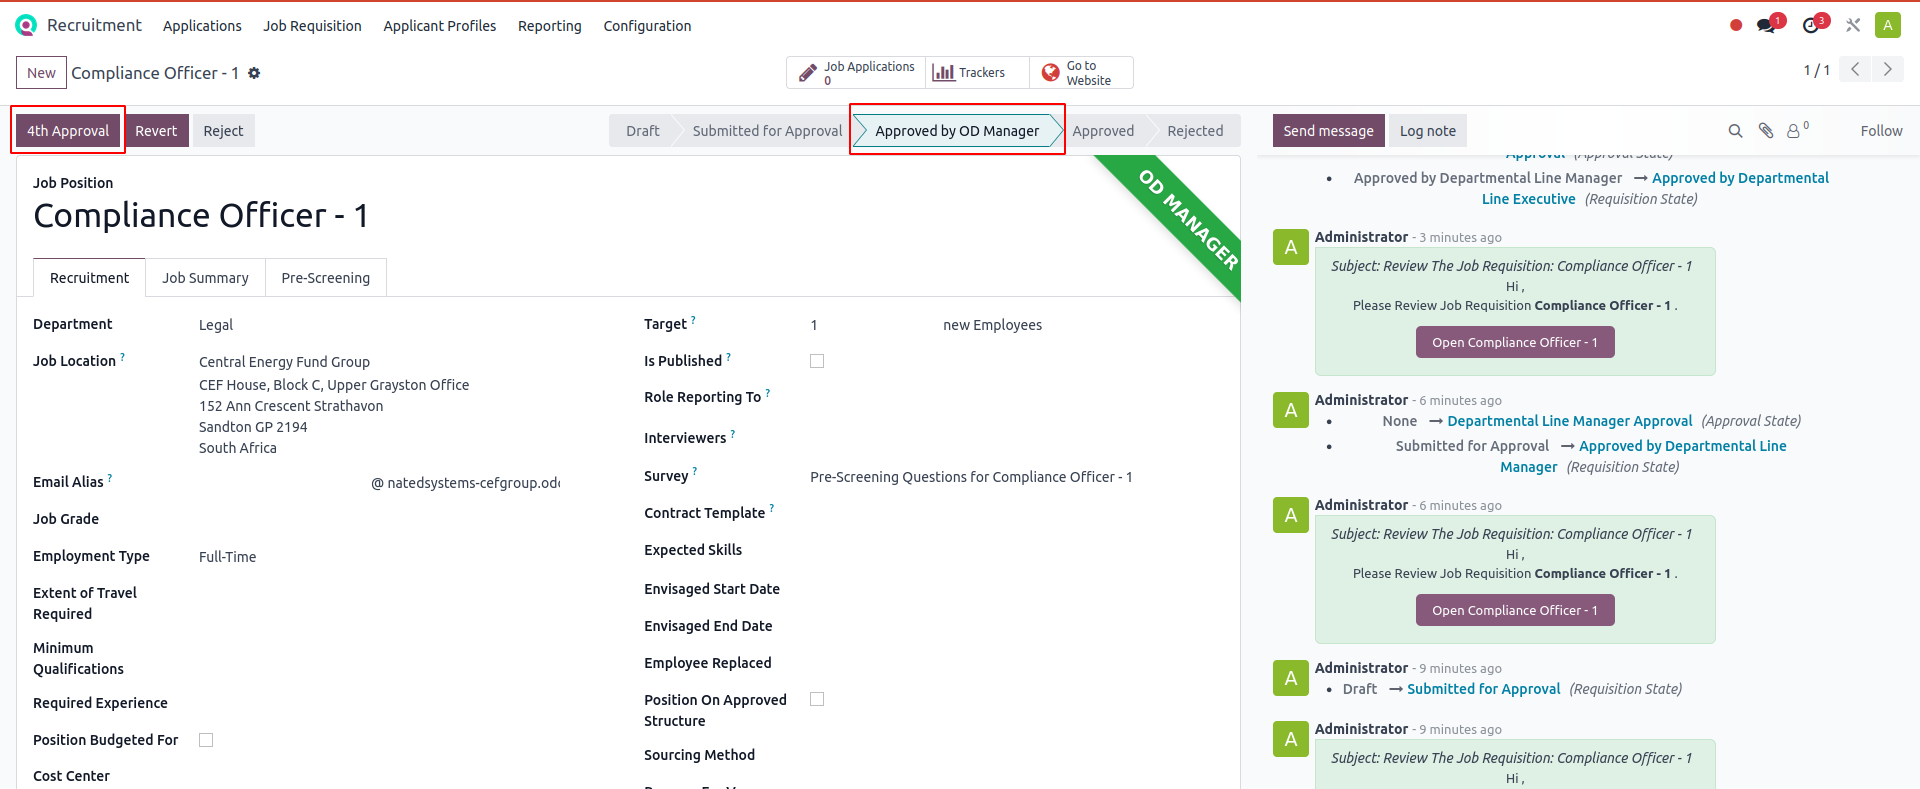 Recruitment Applications Job Requisition Applicant Profiles Reporting Configuration 1 3 A
New Compliance Officer - 1
Job Applications
0
Trackers
Go to
Website
1 / 1
4th Approval Revert Reject
Draft Submitted for Approval Approved by OD Manager Approved Rejected
Send message Log note 0 Follow
OD MANAGER
Job Position
Compliance Officer - 1
Recruitment Job Summary Pre-Screening
Department Legal
Job Location ? Central Energy Fund Group
CEF House, Block C, Upper Grayston Office
152 Ann Crescent Strathavon
Sandton GP 2194
South Africa
Email Alias ? @ natedsystems-cefgroup.od
Job Grade
Employment Type Full-Time
Extent of Travel
Required
Minimum
Qualifications
Required Experience
Position Budgeted For
Cost Center
Target ? 1 new Employees
Is Published ?
Role Reporting To ?
Interviewers ?
Survey ? Pre-Screening Questions for Compliance Officer - 1
Contract Template ?
Expected Skills
Envisaged Start Date
Envisaged End Date
Employee Replaced
Position On Approved
Structure
Sourcing Method
Approval (Approval State)
• Approved by Departmental Line Manager → Approved by Departmental
Line Executive (Requisition State)
A Administrator - 3 minutes ago
Subject: Review The Job Requisition: Compliance Officer - 1
Hi ,
Please Review Job Requisition Compliance Officer - 1 .
Open Compliance Officer - 1
A Administrator - 6 minutes ago
• None → Departmental Line Manager Approval (Approval State)
• Submitted for Approval → Approved by Departmental Line
Manager (Requisition State)
A Administrator - 6 minutes ago
Subject: Review The Job Requisition: Compliance Officer - 1
Hi ,
Please Review Job Requisition Compliance Officer - 1 .
Open Compliance Officer - 1
A Administrator - 9 minutes ago
• Draft → Submitted for Approval (Requisition State)
A Administrator - 9 minutes ago
Subject: Review The Job Requisition: Compliance Officer - 1
Hi ,